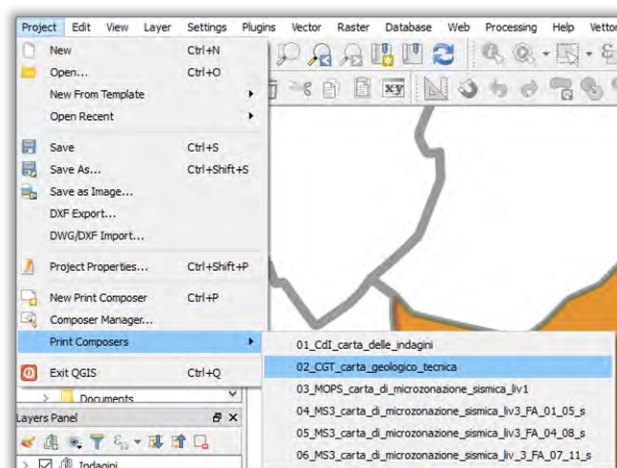 Project Edit View Layer Settings Plugins Vector Raster Database Web Processing Help
New Ctrl+N
Open... Ctrl+O
New From Template
Open Recent
Save Ctrl+S
Save As... Ctrl+Shift+S
Save as Image...
DXF Export...
DWG/DXF Import...
Project Properties... Ctrl+Shift+P
New Print Composer Ctrl+P
Composer Manager...
Print Composers
Exit QGIS Ctrl+Q
xy
01_CdI_carta_delle_indagini
02_CGT_carta_geologico_tecnica
03_MOPS_carta_di_microzonazione_sismica_liv1
04_MS3_carta_di_microzonazione_sismica_liv3_FA_01_05_s
05_MS3_carta_di_microzonazione_sismica_liv3_FA_04_08_s
06_MS3_carta_di_microzonazione_sismica_liv_3_FA_07_11_s
Documents
Layers Panel
Indagini